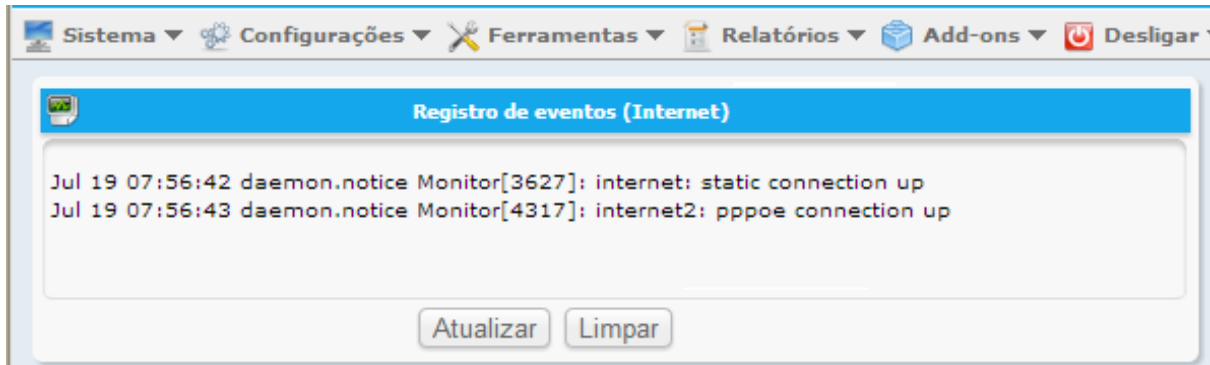 Sistema Configurações Ferramentas Relatórios Add-ons Desligar
Registro de eventos (Internet)
Jul 19 07:56:42 daemon.notice Monitor[3627]: internet: static connection up
Jul 19 07:56:43 daemon.notice Monitor[4317]: internet2: pppoe connection up
Atualizar Limpar